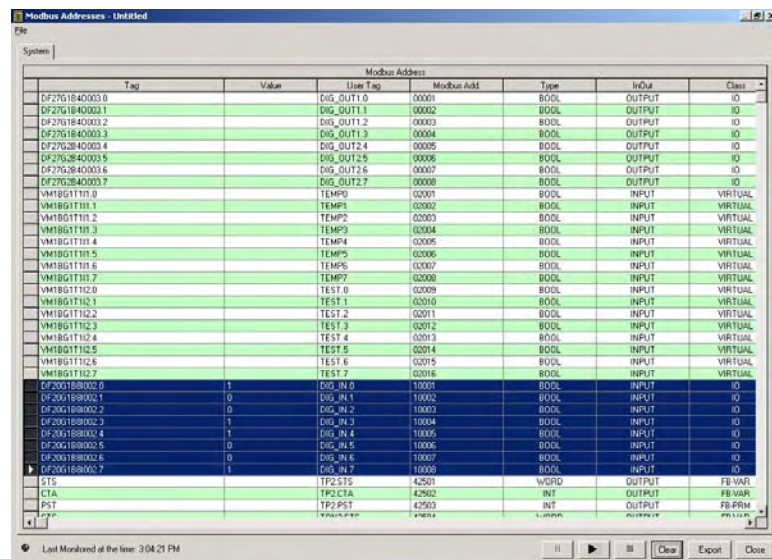 Modbus Addresses - Untitled
File
System
Modbus Address
Tag Value User Tag Modbus Add. Type InOut Class
DF27G1B4O003.0 DIG_OUT1.0 00001 BOOL OUTPUT IO
DF27G1B4O003.1 DIG_OUT1.1 00002 BOOL OUTPUT IO
DF27G1B4O003.2 DIG_OUT1.2 00003 BOOL OUTPUT IO
DF27G1B4O003.3 DIG_OUT1.3 00004 BOOL OUTPUT IO
DF27G2B4O003.4 DIG_OUT2.4 00005 BOOL OUTPUT IO
DF27G2B4O003.5 DIG_OUT2.5 00006 BOOL OUTPUT IO
DF27G2B4O003.6 DIG_OUT2.6 00007 BOOL OUTPUT IO
DF27G2B4O003.7 DIG_OUT2.7 00008 BOOL OUTPUT IO
VM1BG1T1I1.0 TEMP0 02001 BOOL INPUT VIRTUAL
VM1BG1T1I1.1 TEMP1 02002 BOOL INPUT VIRTUAL
VM1BG1T1I1.2 TEMP2 02003 BOOL INPUT VIRTUAL
VM1BG1T1I1.3 TEMP3 02004 BOOL INPUT VIRTUAL
VM1BG1T1I1.4 TEMP4 02005 BOOL INPUT VIRTUAL
VM1BG1T1I1.5 TEMP5 02006 BOOL INPUT VIRTUAL
VM1BG1T1I1.6 TEMP6 02007 BOOL INPUT VIRTUAL
VM1BG1T1I1.7 TEMP7 02008 BOOL INPUT VIRTUAL
VM1BG1T1I2.0 TEST.0 02009 BOOL INPUT VIRTUAL
VM1BG1T1I2.1 TEST.1 02010 BOOL INPUT VIRTUAL
VM1BG1T1I2.2 TEST.2 02011 BOOL INPUT VIRTUAL
VM1BG1T1I2.3 TEST.3 02012 BOOL INPUT VIRTUAL
VM1BG1T1I2.4 TEST.4 02013 BOOL INPUT VIRTUAL
VM1BG1T1I2.5 TEST.5 02014 BOOL INPUT VIRTUAL
VM1BG1T1I2.6 TEST.6 02015 BOOL INPUT VIRTUAL
VM1BG1T1I2.7 TEST.7 02016 BOOL INPUT VIRTUAL
DF20G1B8I002.0 1 DIG_IN.0 10001 BOOL INPUT IO
DF20G1B8I002.1 0 DIG_IN.1 10002 BOOL INPUT IO
DF20G1B8I002.2 0 DIG_IN.2 10003 BOOL INPUT IO
DF20G1B8I002.3 1 DIG_IN.3 10004 BOOL INPUT IO
DF20G1B8I002.4 1 DIG_IN.4 10005 BOOL INPUT IO
DF20G1B8I002.5 0 DIG_IN.5 10006 BOOL INPUT IO
DF20G1B8I002.6 0 DIG_IN.6 10007 BOOL INPUT IO
DF20G1B8I002.7 1 DIG_IN.7 10008 BOOL INPUT IO
STS TP2.STS 42501 WORD OUTPUT FB-VAR
CTA TP2.CTA 42502 INT OUTPUT FB-VAR
PST TP2.PST 42503 INT OUTPUT FB-PRM
Last Monitored at the time: 3:04:21 PM Clear Export Close